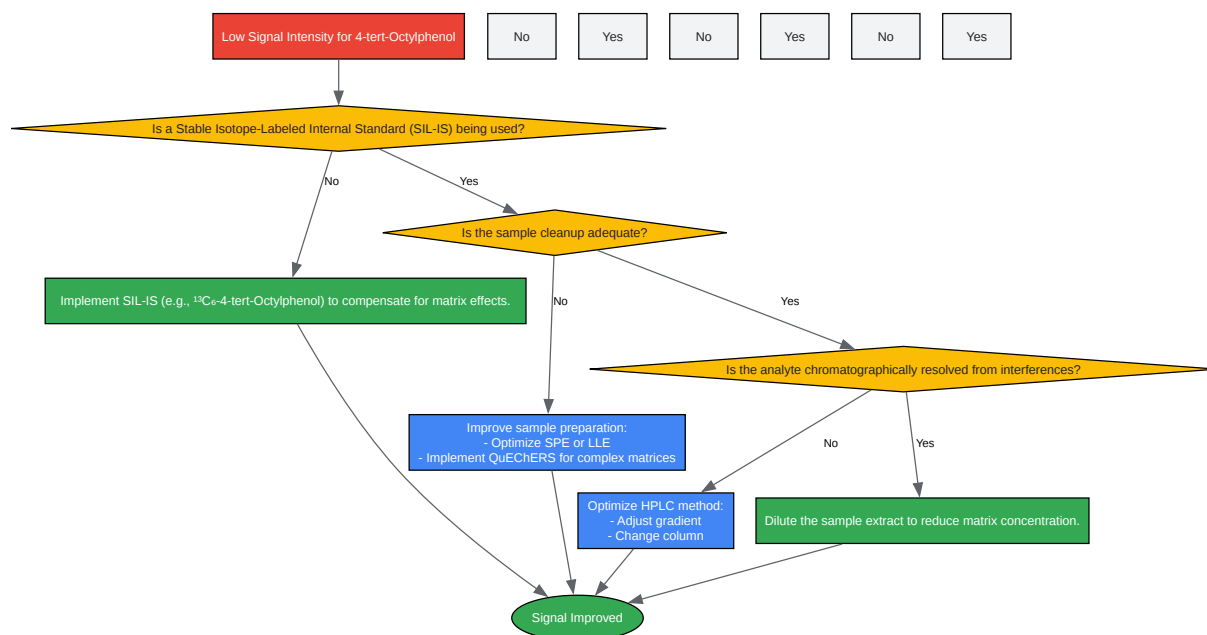 Low Signal Intensity for 4-tert-Octylphenol
No
Yes
No
Yes
No
Yes
Is a Stable Isotope-Labeled Internal Standard (SIL-IS) being used?
No
Yes
Is the sample cleanup adequate?
Implement SIL-IS (e.g., ¹³C₆-4-tert-Octylphenol) to compensate for matrix effects.
No
Yes
Is the analyte chromatographically resolved from interferences?
Improve sample preparation:
- Optimize SPE or LLE
- Implement QuEChERS for complex matrices
No
Yes
Optimize HPLC method:
- Adjust gradient
- Change column
Dilute the sample extract to reduce matrix concentration.
Signal Improved